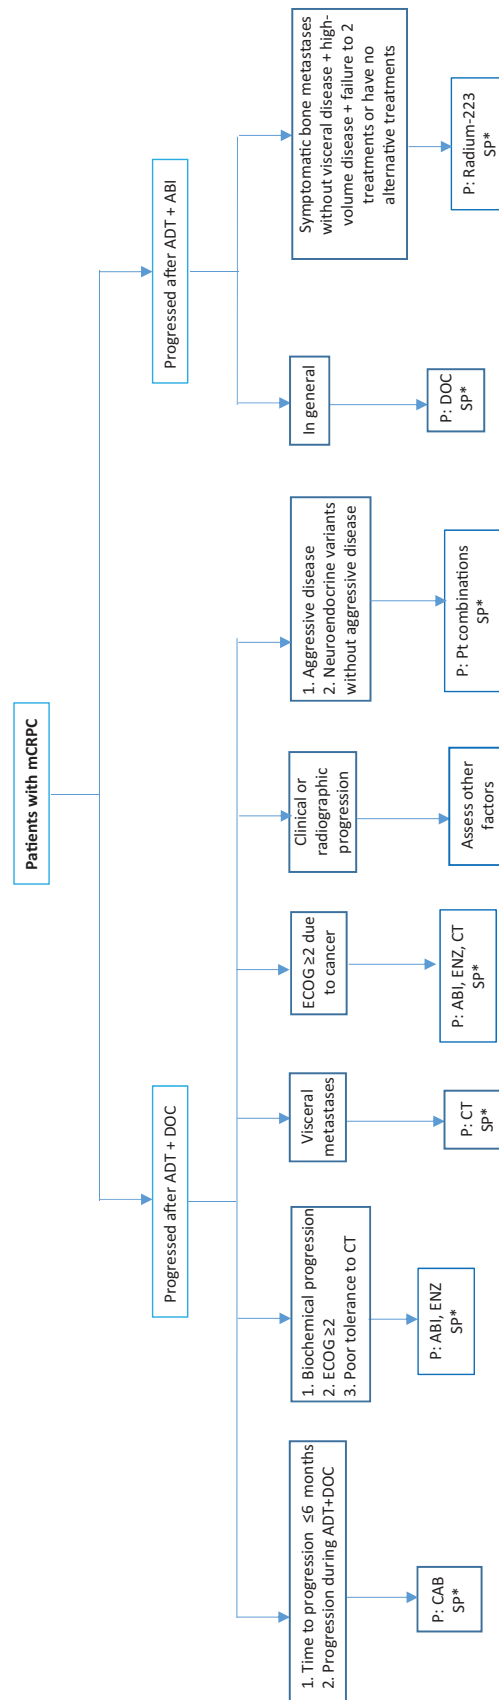 Patients with mCRPC
Progressed after ADT + DOC
Progressed after ADT + ABI
1. Time to progression ≤6 months
2. Progression during ADT+DOC
1. Biochemical progression
2. ECOG ≥2
3. Poor tolerance to CT
Visceral
metastases
ECOG ≥2 due
to cancer
Clinical or
radiographic
progression
1. Aggressive disease
2. Neuroendocrine variants
without aggressive disease
In general
Symptomatic bone metastases
without visceral disease + high-
volume disease + failure to 2
treatments or have no
alternative treatments
P: CAB
SP*
P: ABI, ENZ
SP*
P: CT
SP*
P: ABI, ENZ, CT
SP*
Assess other
factors
P: Pt combinations
SP*
P: DOC
SP*
P: Radium-223
SP*